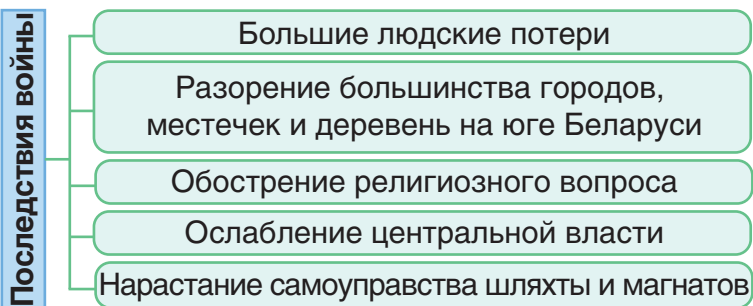 Последствия войны
Большие людские потери
Разорение большинства городов,
местечек и деревень на юге Беларуси
Обострение религиозного вопроса
Ослабление центральной власти
Нарастание самоуправства шляхты и магнатов